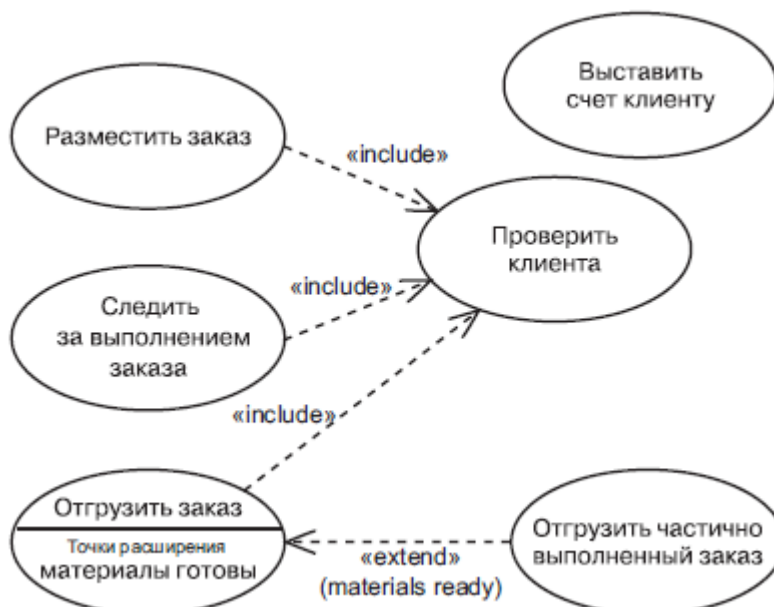 Выставить
счет клиенту
Разместить заказ
«include»
Проверить
клиента
Следить
за выполнением
заказа
«include»
«include»
Отгрузить заказ
Точки расширения
материалы готовы
«extend»
(materials ready)
Отгрузить частично
выполненный заказ